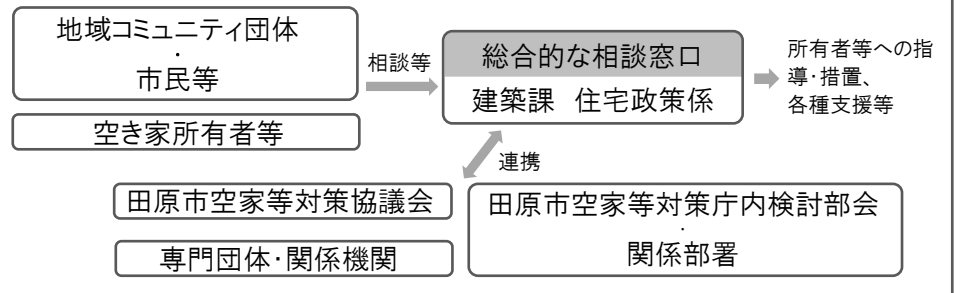 地域コミュニティ団体
・
市民等
空き家所有者等
相談等
総合的な相談窓口
建築課 住宅政策係
所有者等への指
導・措置、
各種支援等
連携
田原市空家等対策協議会
専門団体・関係機関
田原市空家等対策庁内検討部会
・
関係部署